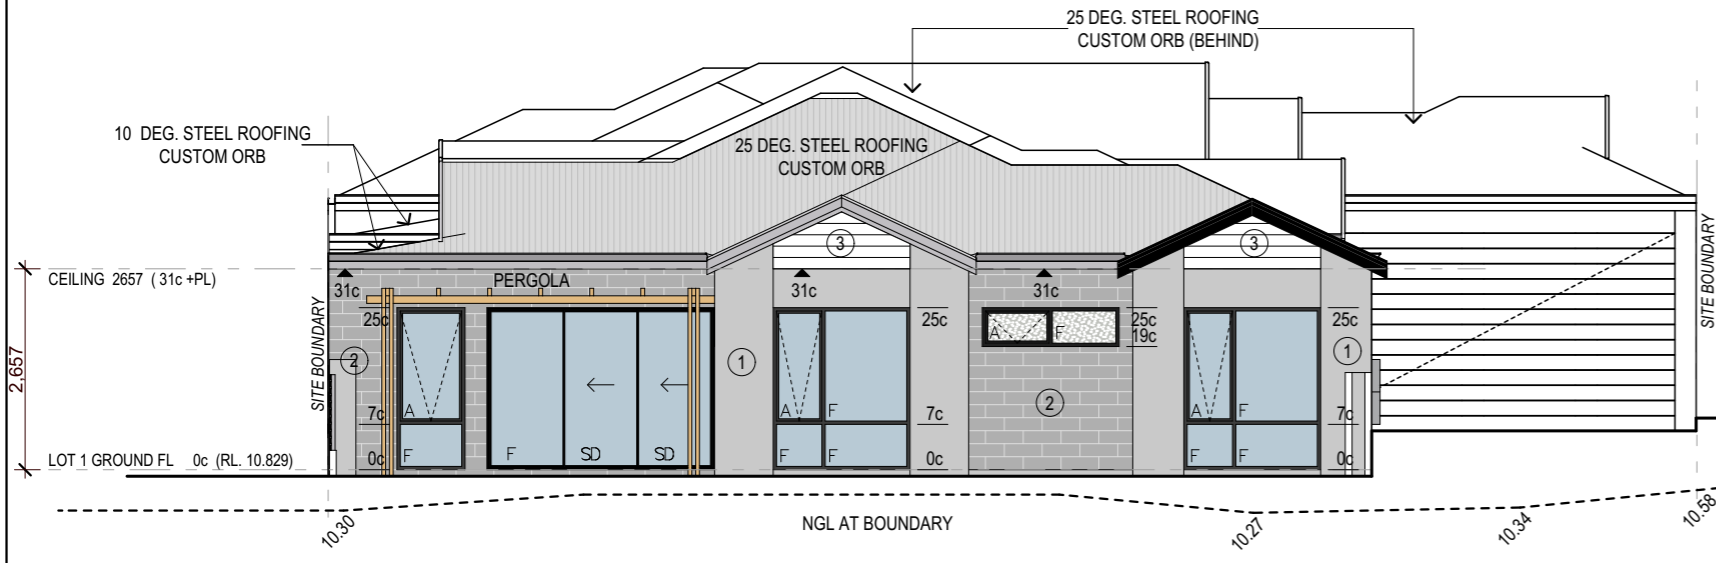 25 DEG. STEEL ROOFING
CUSTOM ORB (BEHIND)
10 DEG. STEEL ROOFING
CUSTOM ORB
25 DEG. STEEL ROOFING
CUSTOM ORB
SITE BOUNDARY
SITE BOUNDARY
3
3
CEILING 2657 ( 31c +PL)
PERGOLA
31c
31c
31c
25c
25c
25c
19c
25c
2,657
2
1
2
1
A
A F
A F
A F
7c
7c
7c
F
F
SD
SD
F F
F F
LOT 1 GROUND FL 0c (RL. 10.829)
0c
0c
0c
NGL AT BOUNDARY
10.30
10.27
10.34
10.58